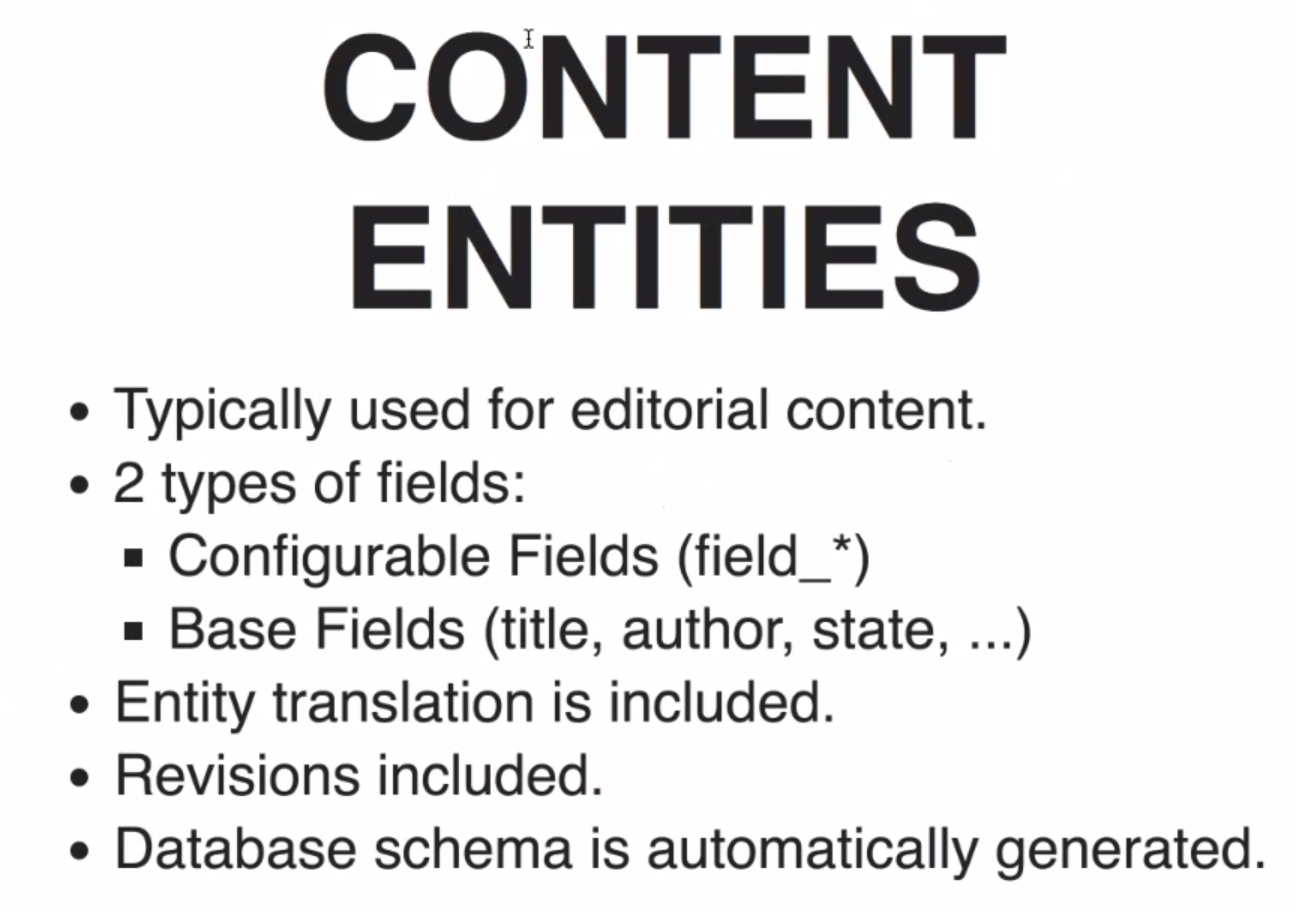 CONTENT
ENTITIES
• Typically used for editorial content.
• 2 types of fields:
▪ Configurable Fields (field_*)
▪ Base Fields (title, author, state, ...)
• Entity translation is included.
• Revisions included.
• Database schema is automatically generated.